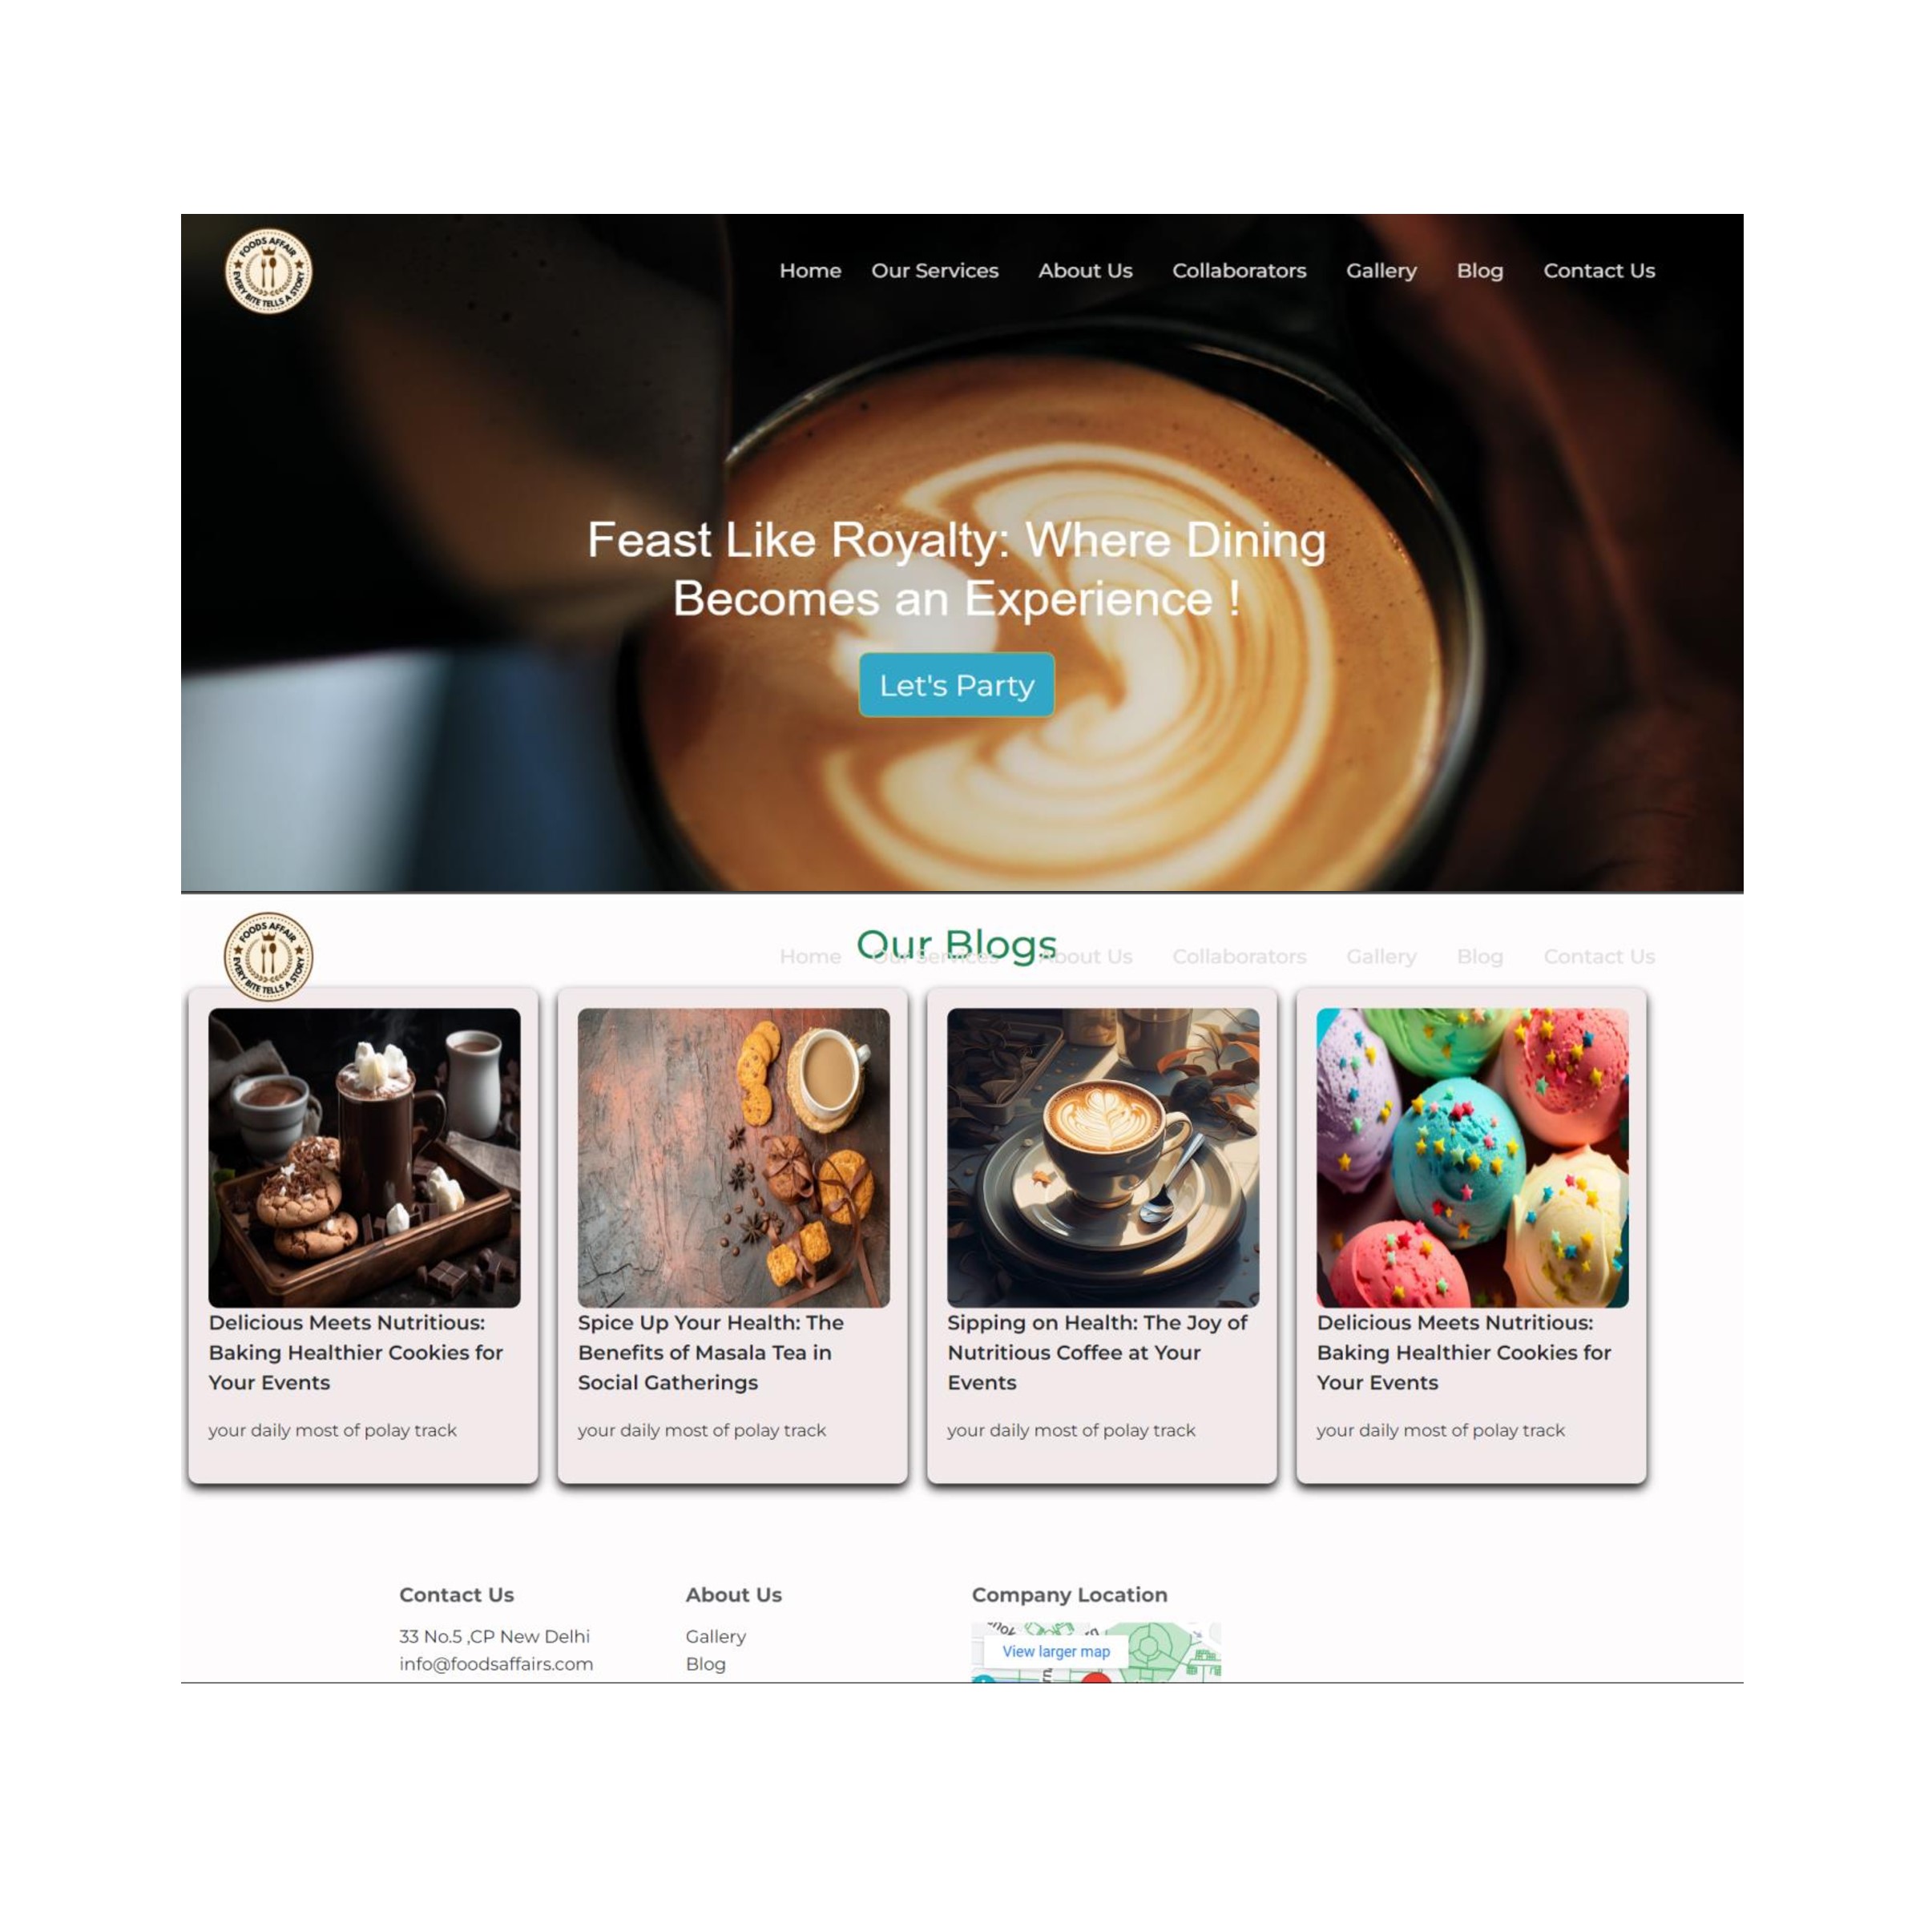 FOODS AFFAIR
EVERY BITE TELLS A STORY
Home Our Services About Us Collaborators Gallery Blog Contact Us
Feast Like Royalty: Where Dining
Becomes an Experience !
Let's Party
FOODS AFFAIR
EVERY BITE TELLS A STORY
Our Blogs
Home Our Services About Us Collaborators Gallery Blog Contact Us
Delicious Meets Nutritious:
Baking Healthier Cookies for
Your Events
your daily most of polay track
Spice Up Your Health: The
Benefits of Masala Tea in
Social Gatherings
your daily most of polay track
Sipping on Health: The Joy of
Nutritious Coffee at Your
Events
your daily most of polay track
Delicious Meets Nutritious:
Baking Healthier Cookies for
Your Events
your daily most of polay track
Contact Us
33 No.5 ,CP New Delhi
info@foodsaffairs.com
About Us
Gallery
Blog
Company Location
View larger map